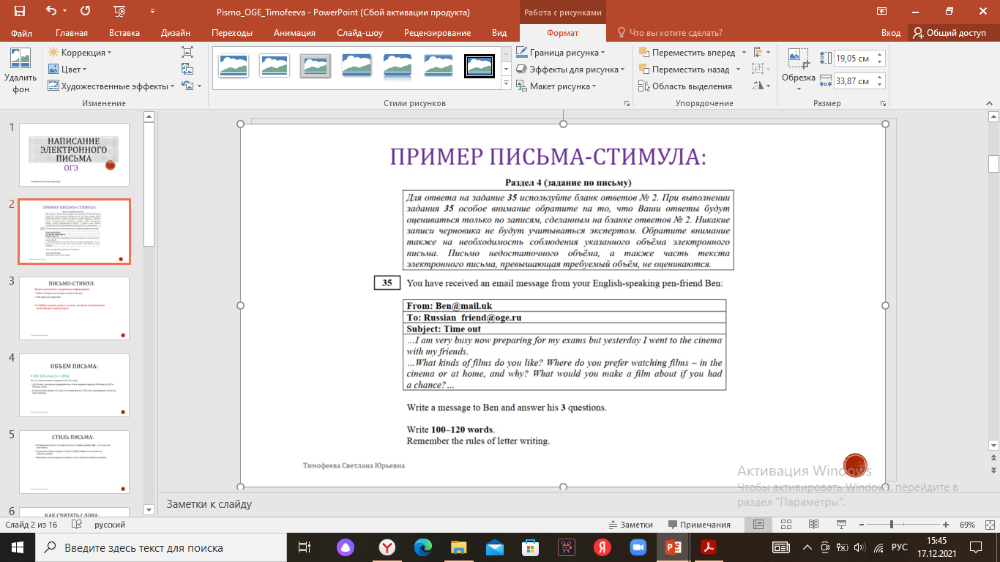 Pismo_OGE_Timofeeva - PowerPoint (Сбой активации продукта)
Работа с рисунками
Файл
Главная
Вставка
Дизайн
Переходы
Анимация
Слайд-шоу
Рецензирование
Вид
Формат
Что вы хотите сделать?
Вход
Общий доступ
Удалить
фон
Коррекция
Цвет
Художественные эффекты
Изменение
Стили рисунков
Граница рисунка
Эффекты для рисунка
Макет рисунка
Переместить вперед
Переместить назад
Область выделения
Упорядочение
Обрезка
19,05 см
33,87 см
Размер
1
НАПИСАНИЕ
ЭЛЕКТРОННОГО
ПИСЬМА
ОГЭ
2
ПРИМЕР ПИСЬМА-СТИМУЛА:
3
ПИСЬМО-СТИМУЛ:
4
ОБЪЕМ ПИСЬМА:
100-120 слов (+/-10%)
5
СТИЛЬ ПИСЬМА:
6
КАК СЧИТАТЬ СЛОВА:
ПРИМЕР ПИСЬМА-СТИМУЛА:
Раздел 4 (задание по письму)
Для ответа на задание 35 используйте бланк ответов № 2. При выполнении
задания 35 особое внимание обратите на то, что Ваши ответы будут
оцениваться только по записям, сделанным на бланке ответов № 2. Никакие
записи черновика не будут учитываться экспертом. Обратите внимание
также на необходимость соблюдения указанного объёма электронного
письма. Письмо недостаточного объёма, а также часть текста
электронного письма, превышающая требуемый объём, не оцениваются.
35
You have received an email message from your English-speaking pen-friend Ben:
From: Ben@mail.uk
To: Russian_friend@oge.ru
Subject: Time out
…I am very busy now preparing for my exams but yesterday I went to the cinema
with my friends.
…What kinds of films do you like? Where do you prefer watching films – in the
cinema or at home, and why? What would you make a film about if you had
a chance?…
Write a message to Ben and answer his 3 questions.
Write 100–120 words.
Remember the rules of letter writing.
Тимофеева Светлана Юрьевна
Активация Windows
Чтобы активировать Windows, перейдите в
раздел "Параметры".
Заметки к слайду
Слайд 2 из 16
русский
Заметки
Примечания
69%
Введите здесь текст для поиска
РУС
15:45
17.12.2021